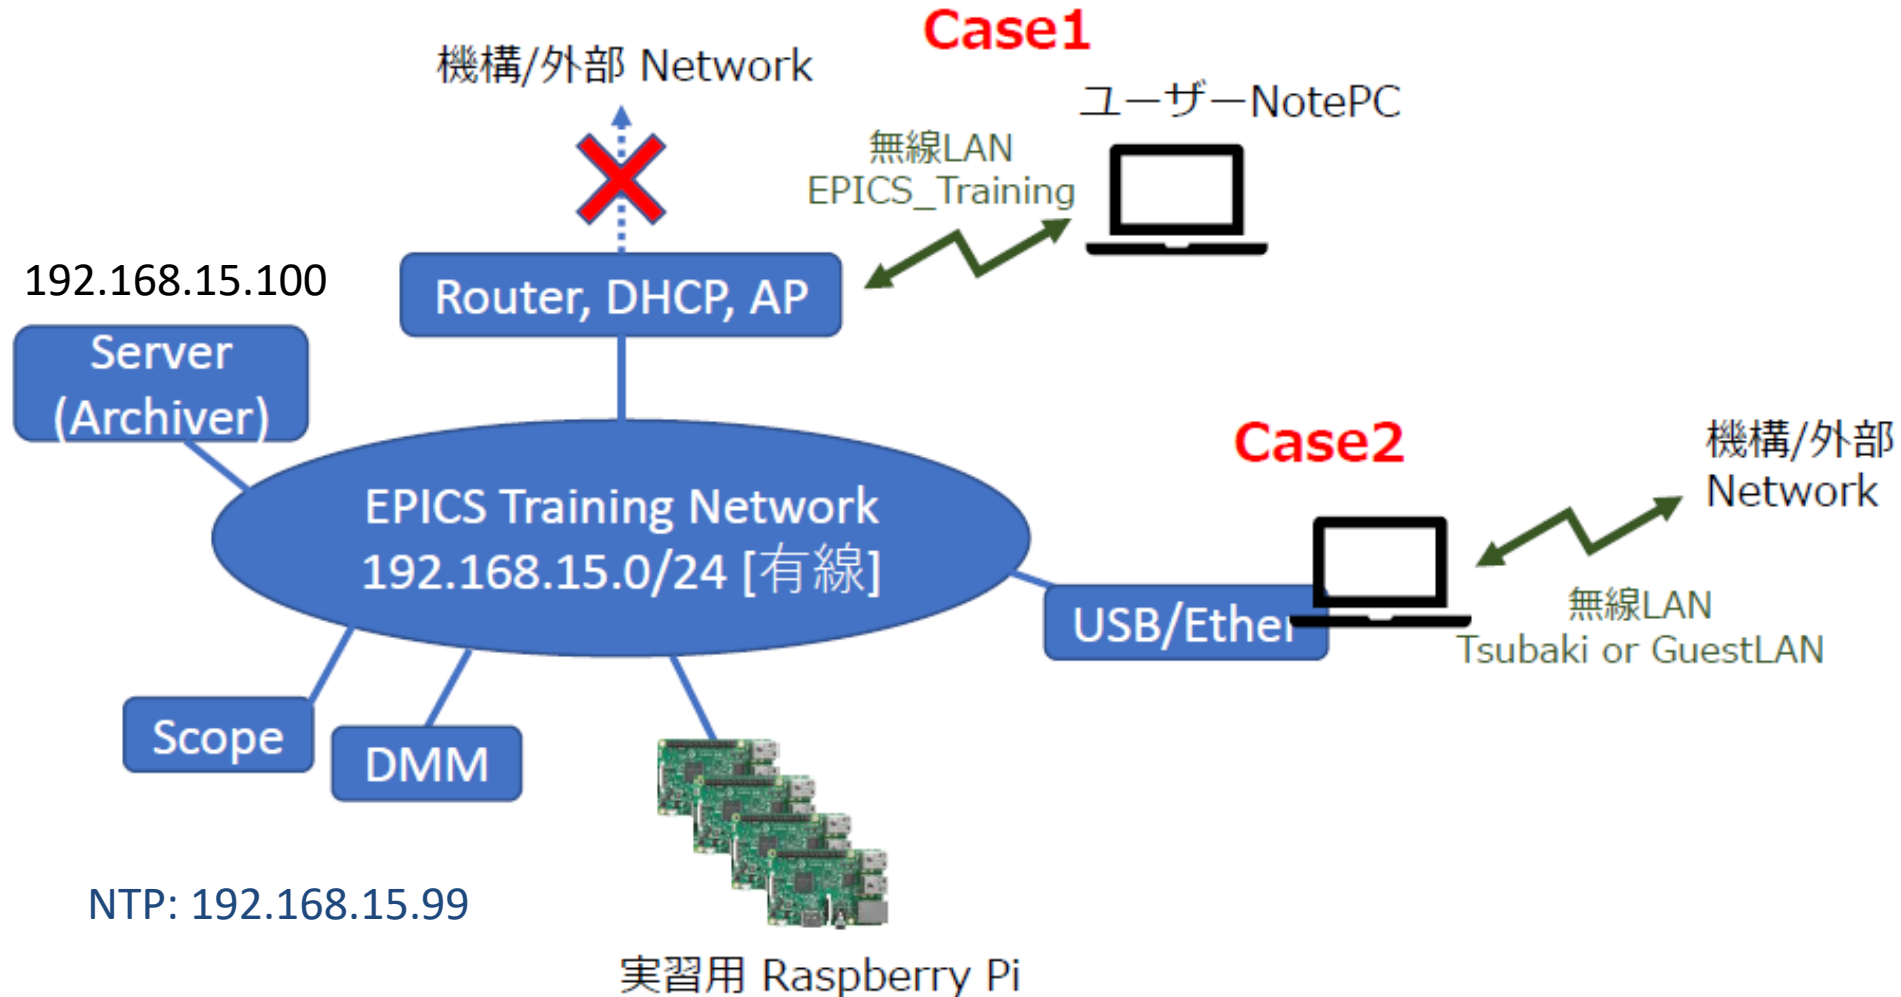 Case1
機構/外部 Network
ユーザーNotePC
無線LAN
EPICS_Training
192.168.15.100
Router, DHCP, AP
Server
(Archiver)
Case2
機構/外部
Network
EPICS Training Network
192.168.15.0/24 [有線]
USB/Ether
無線LAN
Tsubaki or GuestLAN
Scope
DMM
NTP: 192.168.15.99
実習用 Raspberry Pi